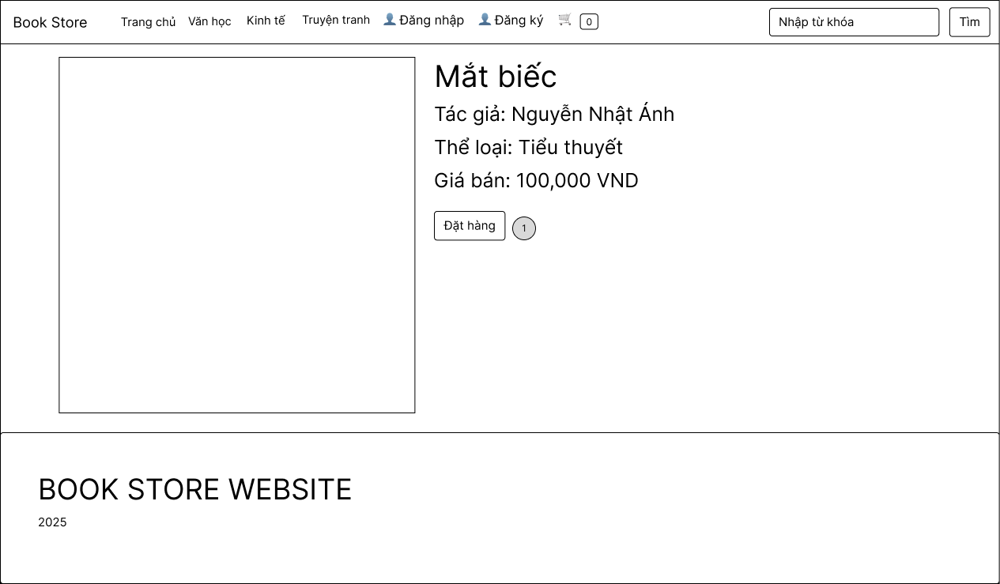 Book Store Trang chủ Văn học Kinh tế Truyện tranh 👤 Đăng nhập 👤 Đăng ký 🛒 0 Nhập từ khóa Tìm
Mắt biếc
Tác giả: Nguyễn Nhật Ánh
Thể loại: Tiểu thuyết
Giá bán: 100,000 VND
Đặt hàng 1
BOOK STORE WEBSITE
2025